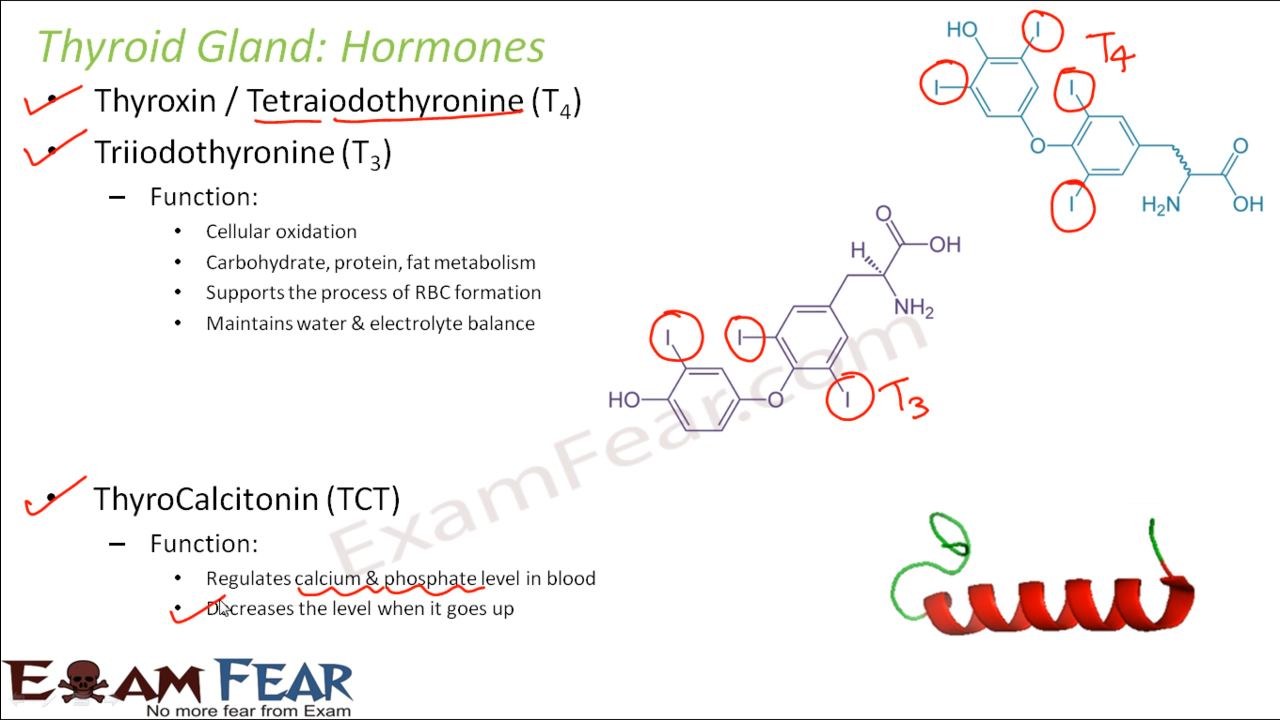 Thyroid Gland: Hormones
• Thyroxin / Tetraiodothyronine (T₄)
• Triiodothyronine (T₃)
– Function:
• Cellular oxidation
• Carbohydrate, protein, fat metabolism
• Supports the process of RBC formation
• Maintains water & electrolyte balance
HO I
I I
O I
H₂N O
OH
T₄
O
H OH
NH₂
I I
HO O I
T₃
ExamFear.com
• ThyroCalcitonin (TCT)
– Function:
• Regulates calcium & phosphate level in blood
• Decreases the level when it goes up
EXAM FEAR
No more fear from Exam